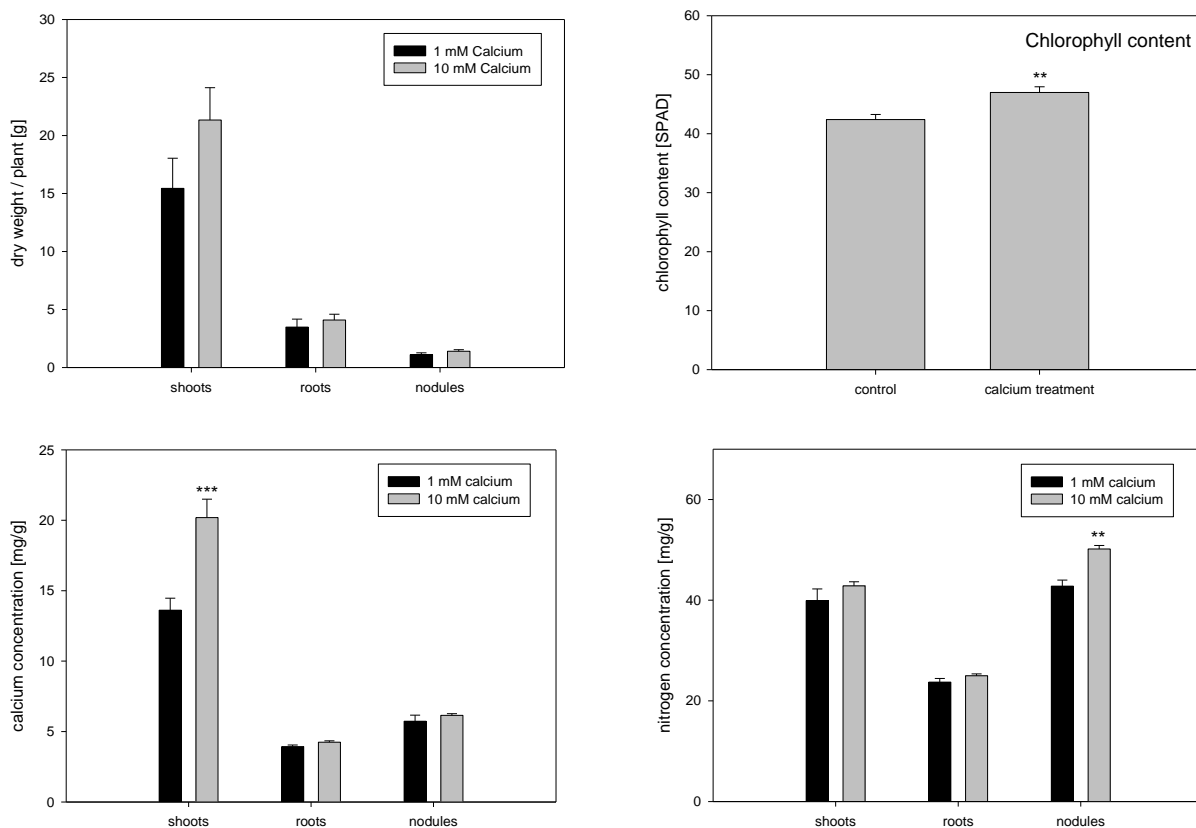 30
25
20
15
10
5
0
dry weight / plant [g]
1 mM Calcium
10 mM Calcium
shoots roots nodules
60
50
40
30
20
10
0
chlorophyll content [SPAD]
Chlorophyll content
**
control calcium treatment
25
20
15
10
5
0
calcium concentration [mg/g]
1 mM calcium
10 mM calcium
***
shoots roots nodules
60
40
20
0
nitrogen concentration [mg/g]
1 mM calcium
10 mM calcium
**
shoots roots nodules